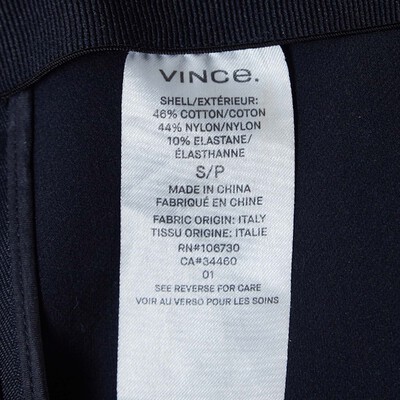 VINCE.
SHELL/EXTÉRIEUR:
46% COTTON/COTON
44% NYLON/NYLON
10% ELASTANE/
ÉLASTHANNE
S/P
MADE IN CHINA
FABRIQUÉ EN CHINE
FABRIC ORIGIN: ITALY
TISSU ORIGINE: ITALIE
RN#106730
CA#34460
01
SEE REVERSE FOR CARE
VOIR AU VERSO POUR LES SOINS